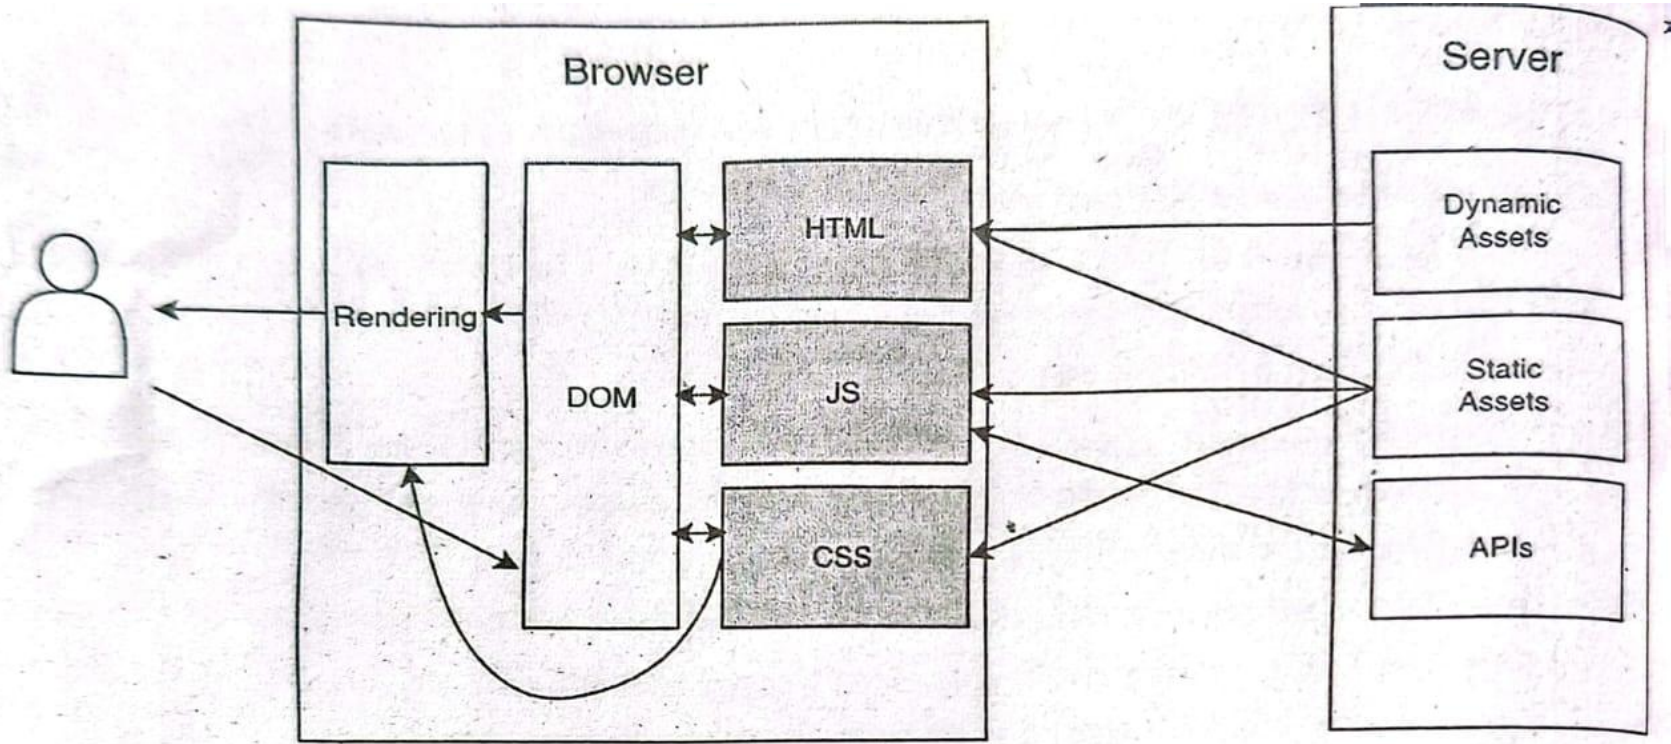 Browser
Server
Rendering
DOM
HTML
JS
CSS
Dynamic
Assets
Static
Assets
APIs